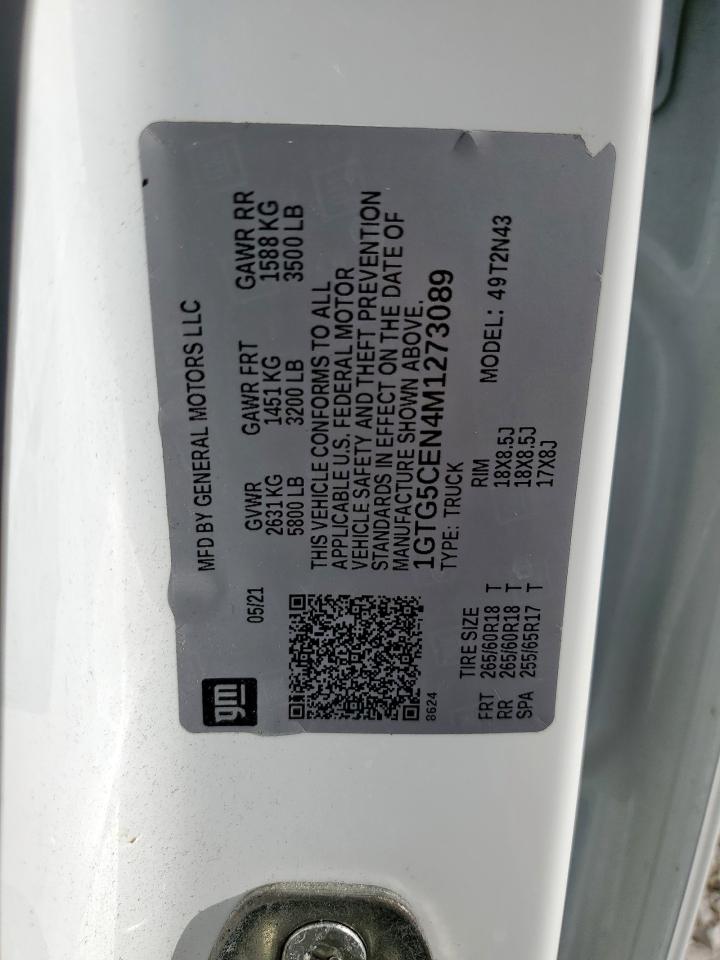 gm
MFD BY GENERAL MOTORS LLC
05/21
GVWR GAWR FRT GAWR RR
2631 KG 1451 KG 1588 KG
5800 LB 3200 LB 3500 LB
THIS VEHICLE CONFORMS TO ALL
APPLICABLE U.S. FEDERAL MOTOR
VEHICLE SAFETY AND THEFT PREVENTION
STANDARDS IN EFFECT ON THE DATE OF
MANUFACTURE SHOWN ABOVE.
1GTG5CEN4M1273089
8624
TYPE: TRUCK MODEL: 49T2N43
TIRE SIZE RIM
FRT 265/60R18 T 18X8.5J
RR 265/60R18 T 18X8.5J
SPA 255/65R17 T 17X8J